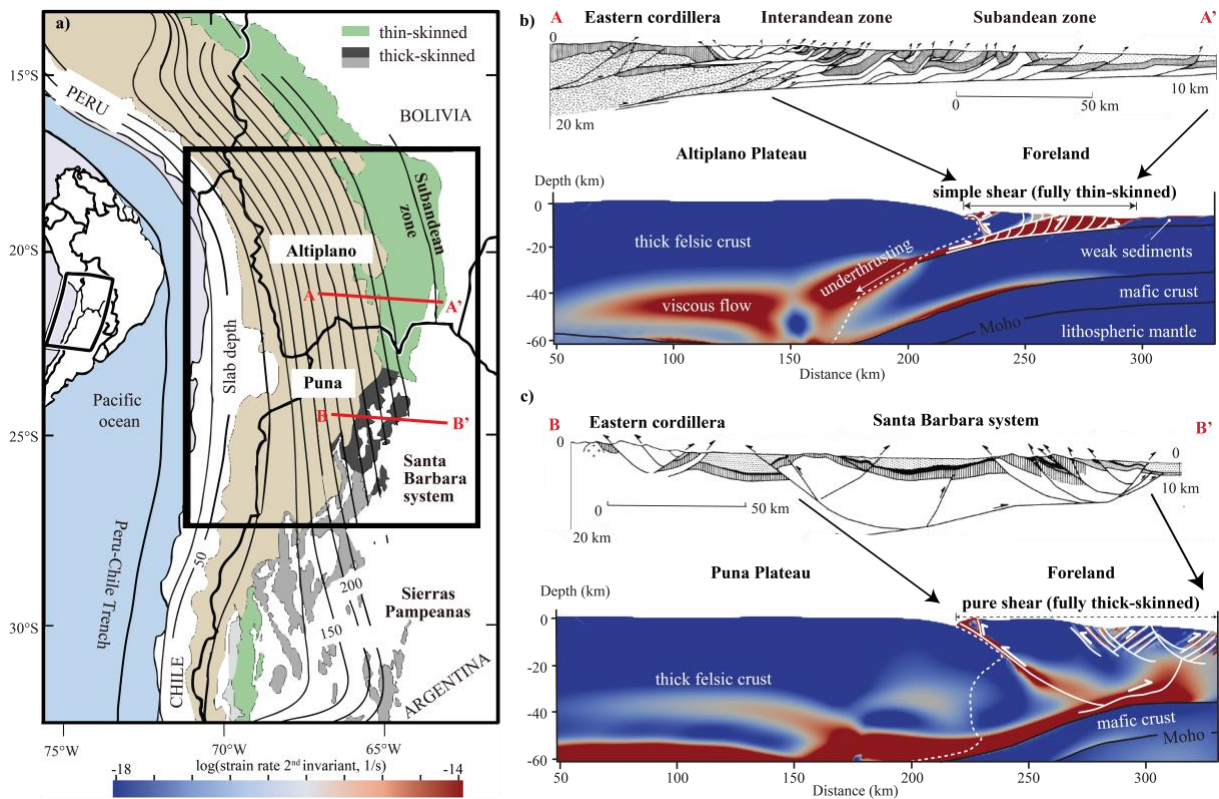 a)
thin-skinned
thick-skinned
15°S
20°S
25°S
30°S
75°W
70°W
65°W
PERU
BOLIVIA
Subandean
zone
Altiplano
A
A'
Slab depth
Puna
B
B'
Pacific
ocean
Santa
Barbara
system
Peru-Chile Trench
50
200
150
Sierras
Pampeanas
CHILE
ARGENTINA
log(strain rate 2nd invariant, 1/s)
-18
-14
b)
A
Eastern cordillera
Interandean zone
Subandean zone
A’
0
20 km
0
50 km
10 km
Altiplano Plateau
Foreland
Depth (km)
simple shear (fully thin-skinned)
0
-20
-40
-60
thick felsic crust
underthrusting
viscous flow
weak sediments
mafic crust
Moho
lithospheric mantle
50
100
150
200
250
300
Distance (km)
c)
B
Eastern cordillera
Santa Barbara system
B’
0
20 km
0
50 km
10 km
Puna Plateau
Foreland
Depth (km)
pure shear (fully thick-skinned)
0
-20
-40
-60
thick felsic crust
mafic crust
Moho
50
100
150
200
250
300
Distance (km)